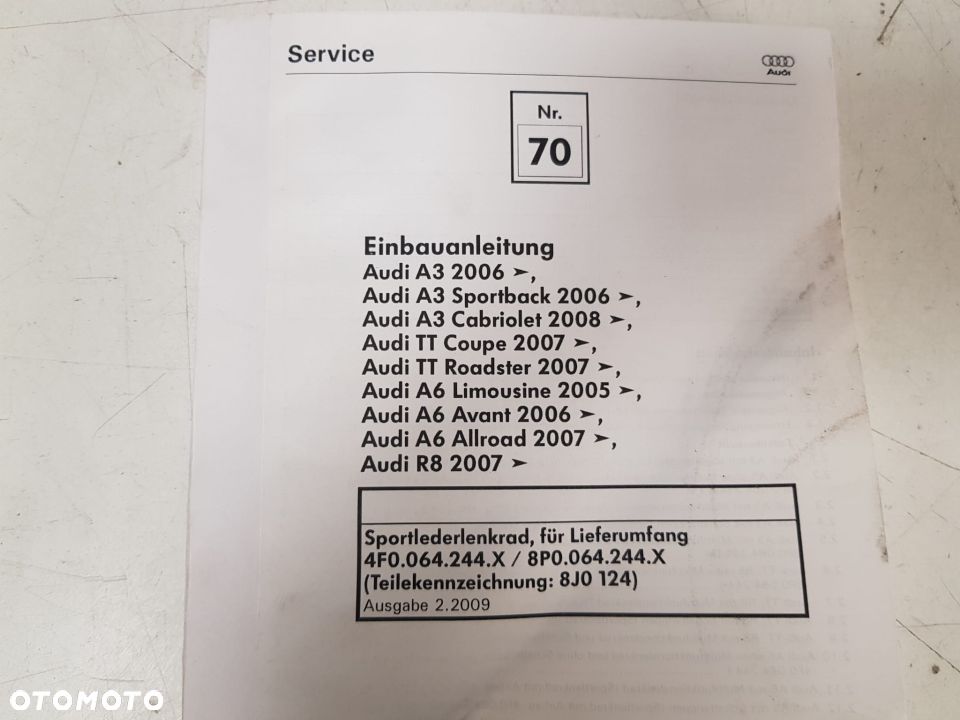 Service
Audi
Nr.
70
Einbauanleitung
Audi A3 2006 ➤,
Audi A3 Sportback 2006 ➤,
Audi A3 Cabriolet 2008 ➤,
Audi TT Coupe 2007 ➤,
Audi TT Roadster 2007 ➤,
Audi A6 Limousine 2005 ➤,
Audi A6 Avant 2006 ➤,
Audi A6 Allroad 2007 ➤,
Audi R8 2007 ➤
Sportlederlenkrad, für Lieferumfang
4F0.064.244.X / 8P0.064.244.X
(Teilekennzeichnung: 8J0 124)
Ausgabe 2.2009
OTOMOTO